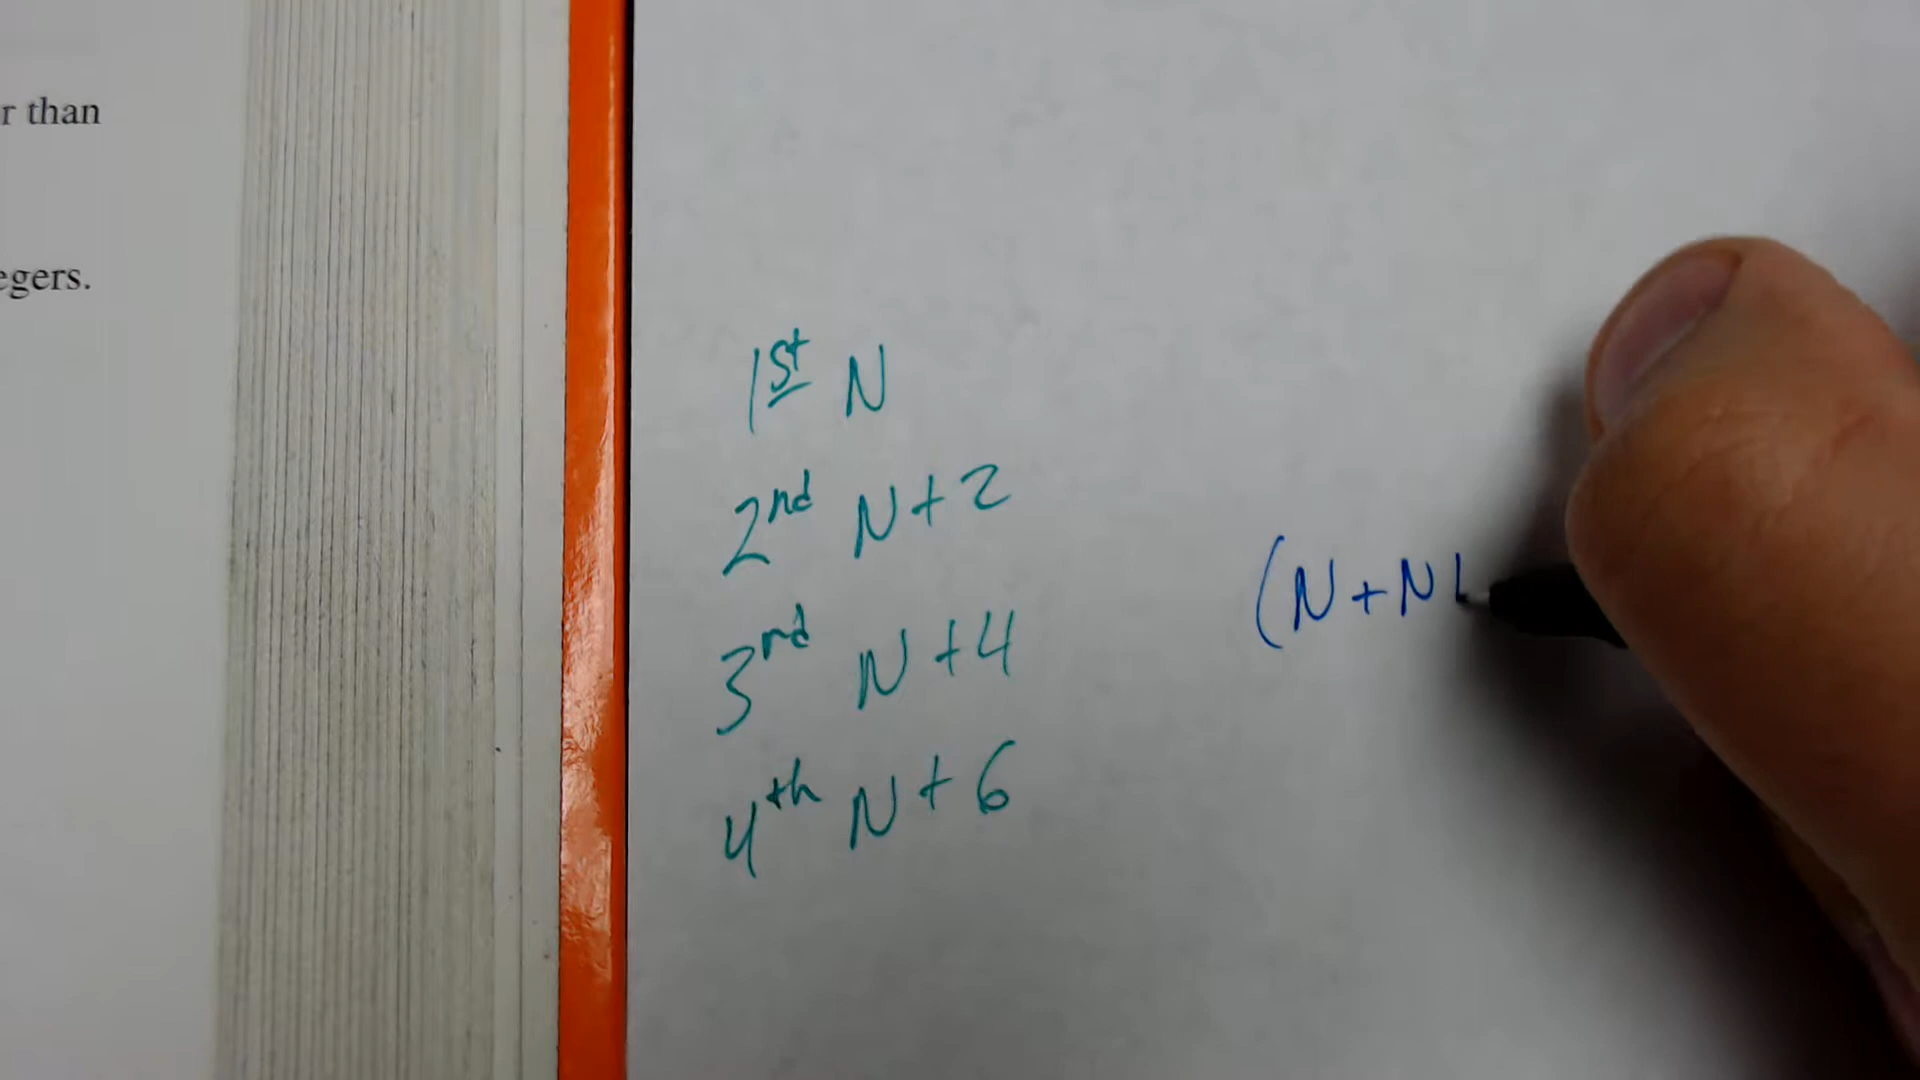 r than
egers.
1st N
2nd N+2
3rd N+4
4th N+6
(N+N